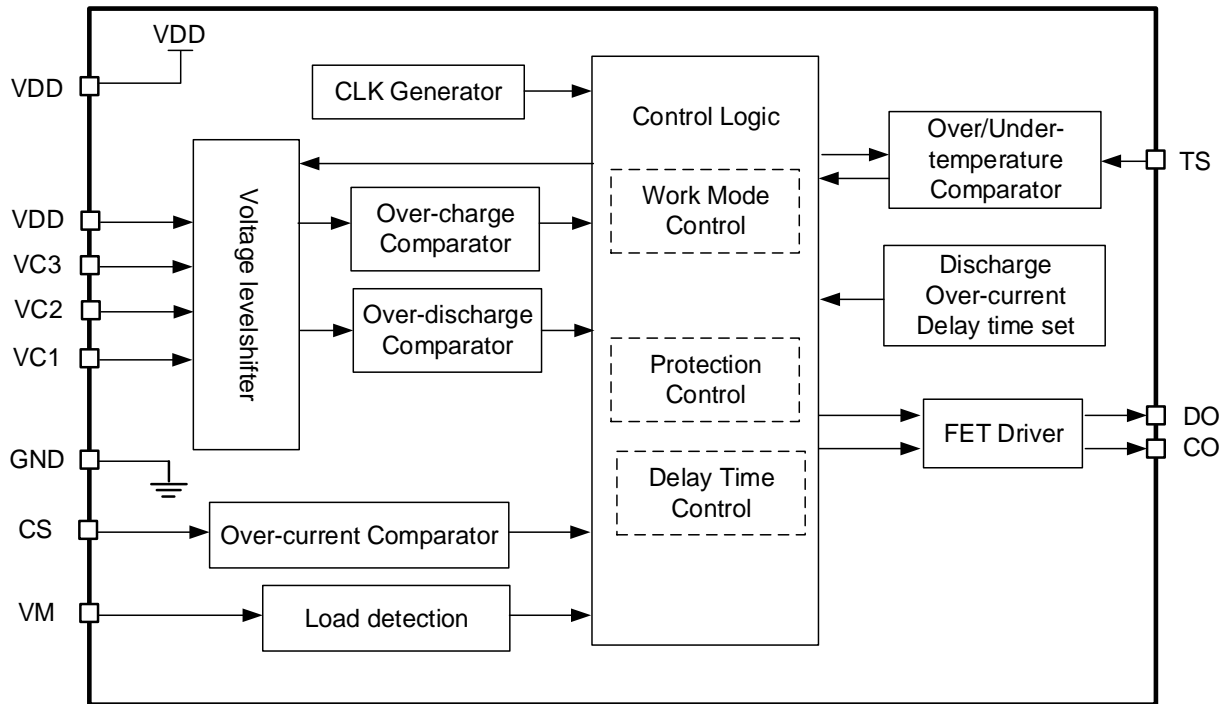 VDD
VDD
CLK Generator
Control Logic
Over/Under-
temperature
Comparator
TS
Voltage levelshifter
VDD
VC3
VC2
VC1
Over-charge
Comparator
Work Mode
Control
Over-discharge
Comparator
Discharge
Over-current
Delay time set
Protection
Control
FET Driver
DO
CO
GND
Delay Time
Control
CS
Over-current Comparator
VM
Load detection